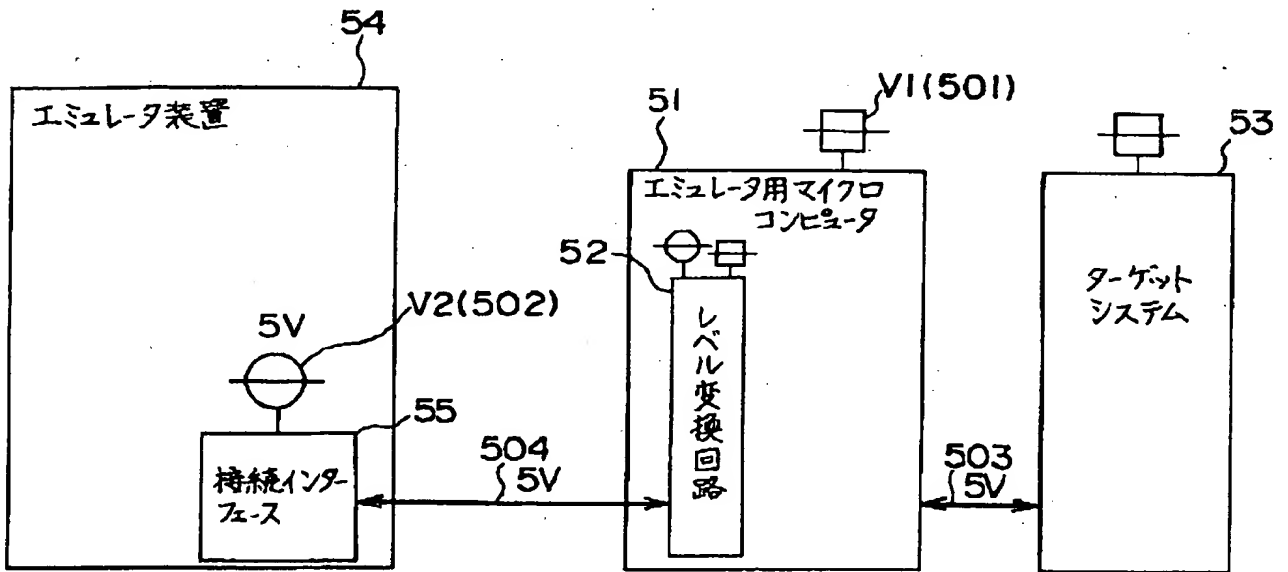 54
エミュレータ装置
V2(502)
5V
55
接続インター
フェース
504
5V
51
V1(501)
エミュレータ用マイクロ
コンピュータ
52
レベル変換回路
503
5V
53
ターゲット
システム